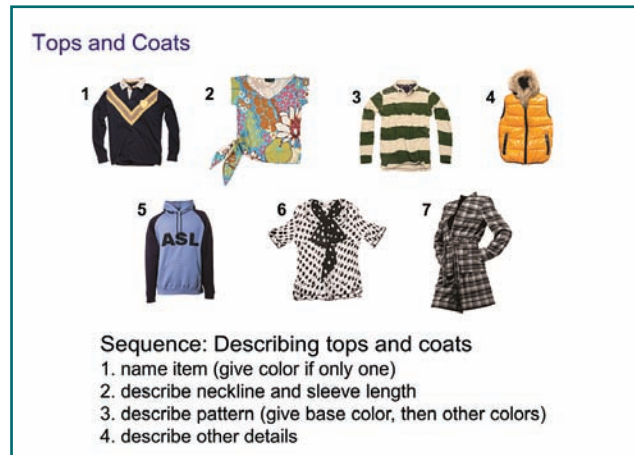 Tops and Coats
1 2 3 4
5 6 7
ASL
Sequence: Describing tops and coats
1. name item (give color if only one)
2. describe neckline and sleeve length
3. describe pattern (give base color, then other colors)
4. describe other details